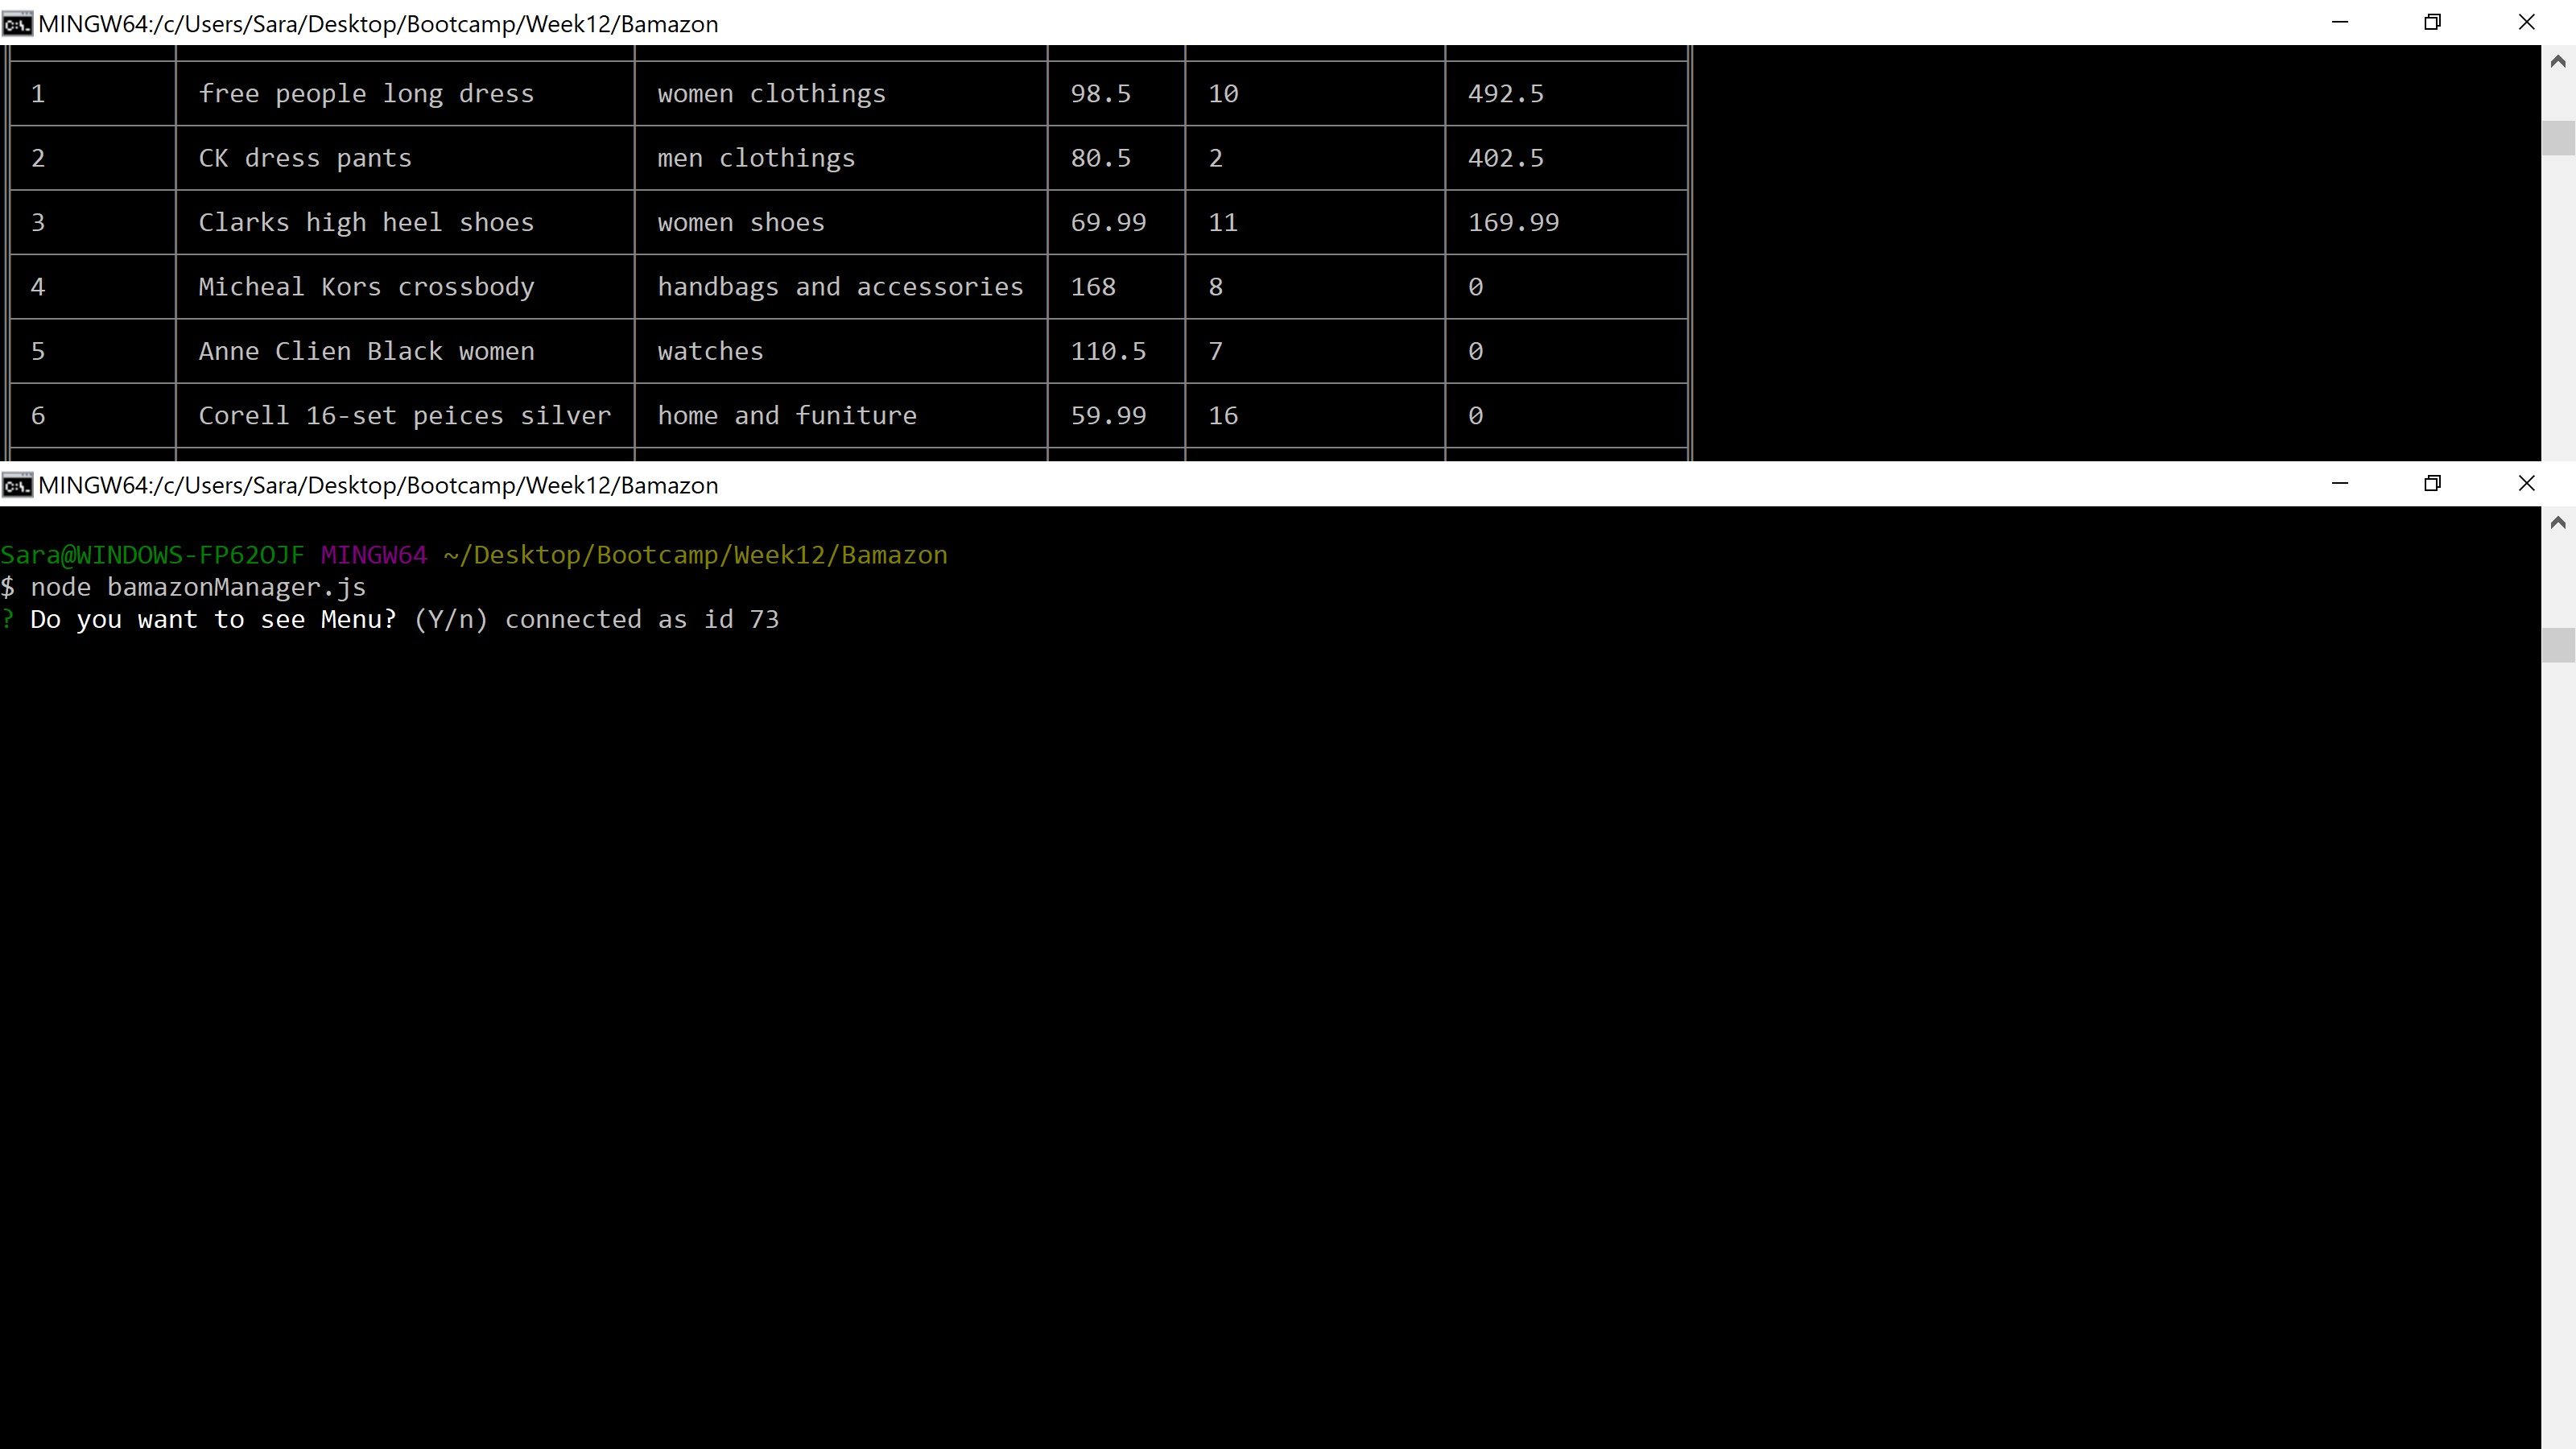 MINGW64:/c/Users/Sara/Desktop/Bootcamp/Week12/Bamazon
1 free people long dress women clothings 98.5 10 492.5
2 CK dress pants men clothings 80.5 2 402.5
3 Clarks high heel shoes women shoes 69.99 11 169.99
4 Micheal Kors crossbody handbags and accessories 168 8 0
5 Anne Clien Black women watches 110.5 7 0
6 Corell 16-set peices silver home and funiture 59.99 16 0
MINGW64:/c/Users/Sara/Desktop/Bootcamp/Week12/Bamazon
Sara@WINDOWS-FP62OJF MINGW64 ~/Desktop/Bootcamp/Week12/Bamazon
$ node bamazonManager.js
? Do you want to see Menu? (Y/n) connected as id 73